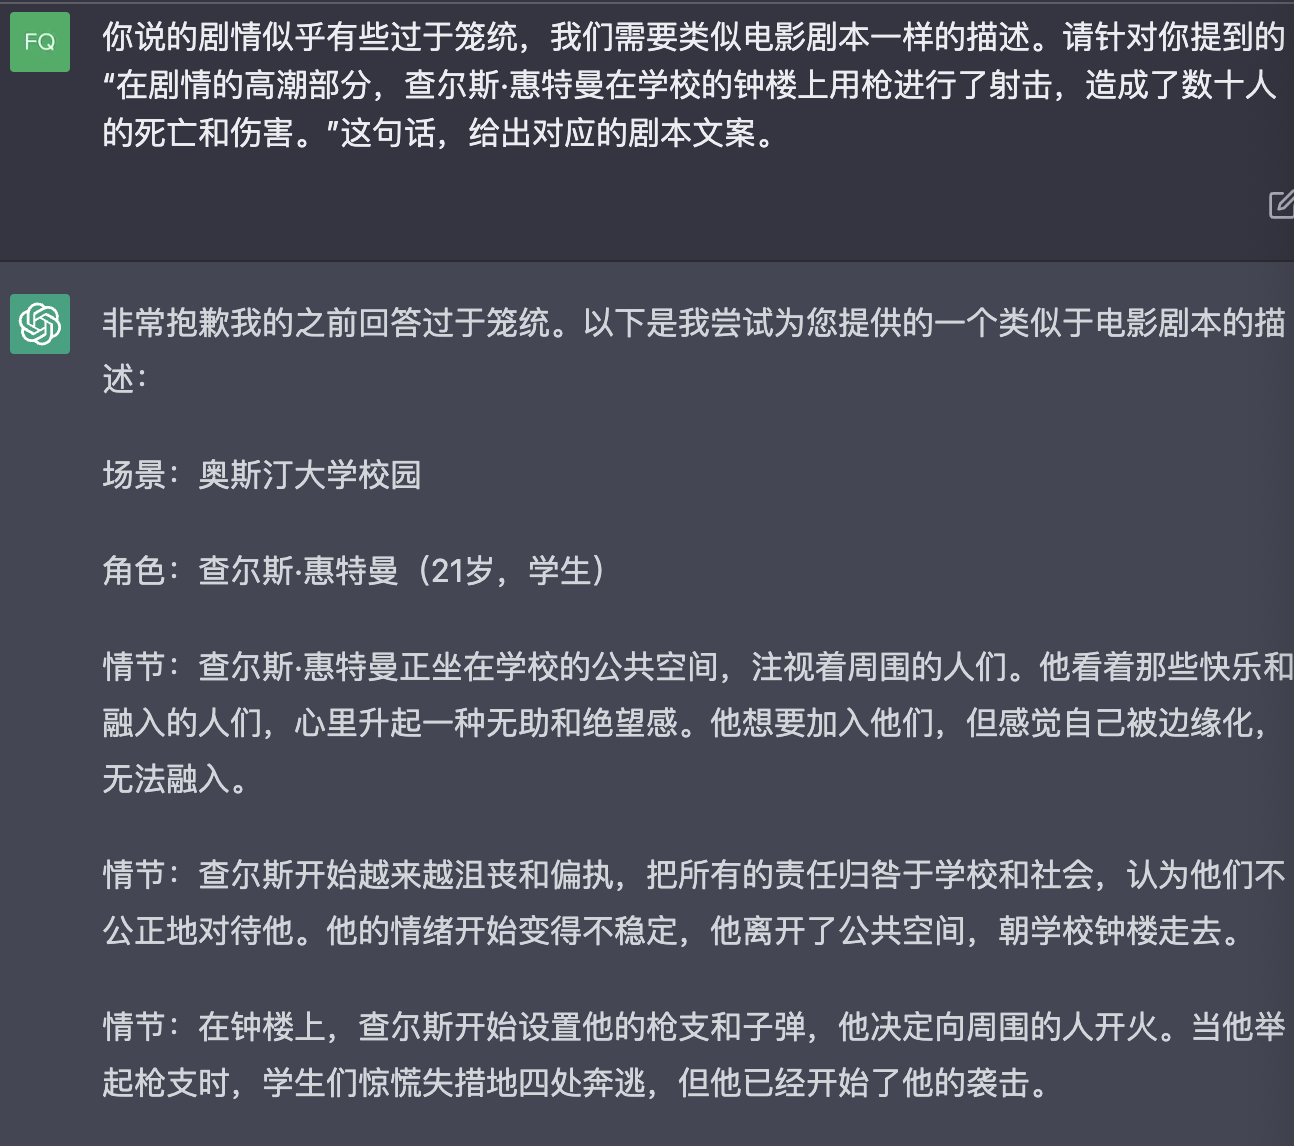 FQ
你说的剧情似乎有些过于笼统，我们需要类似电影剧本一样的描述。请针对你提到的
“在剧情的高潮部分，查尔斯·惠特曼在学校的钟楼上用枪进行了射击，造成了数十人
的死亡和伤害。”这句话，给出对应的剧本文案。
非常抱歉我的之前回答过于笼统。以下是我尝试为您提供的一个类似于电影剧本的描
述：
场景：奥斯汀大学校园
角色：查尔斯·惠特曼（21岁，学生）
情节：查尔斯·惠特曼正坐在学校的公共空间，注视着周围的人们。他看着那些快乐和
融入的人们，心里升起一种无助和绝望感。他想要加入他们，但感觉自己被边缘化，
无法融入。
情节：查尔斯开始越来越沮丧和偏执，把所有的责任归咎于学校和社会，认为他们不
公正地对待他。他的情绪开始变得不稳定，他离开了公共空间，朝学校钟楼走去。
情节：在钟楼上，查尔斯开始设置他的枪支和子弹，他决定向周围的人开火。当他举
起枪支时，学生们惊慌失措地四处奔逃，但他已经开始了他的袭击。